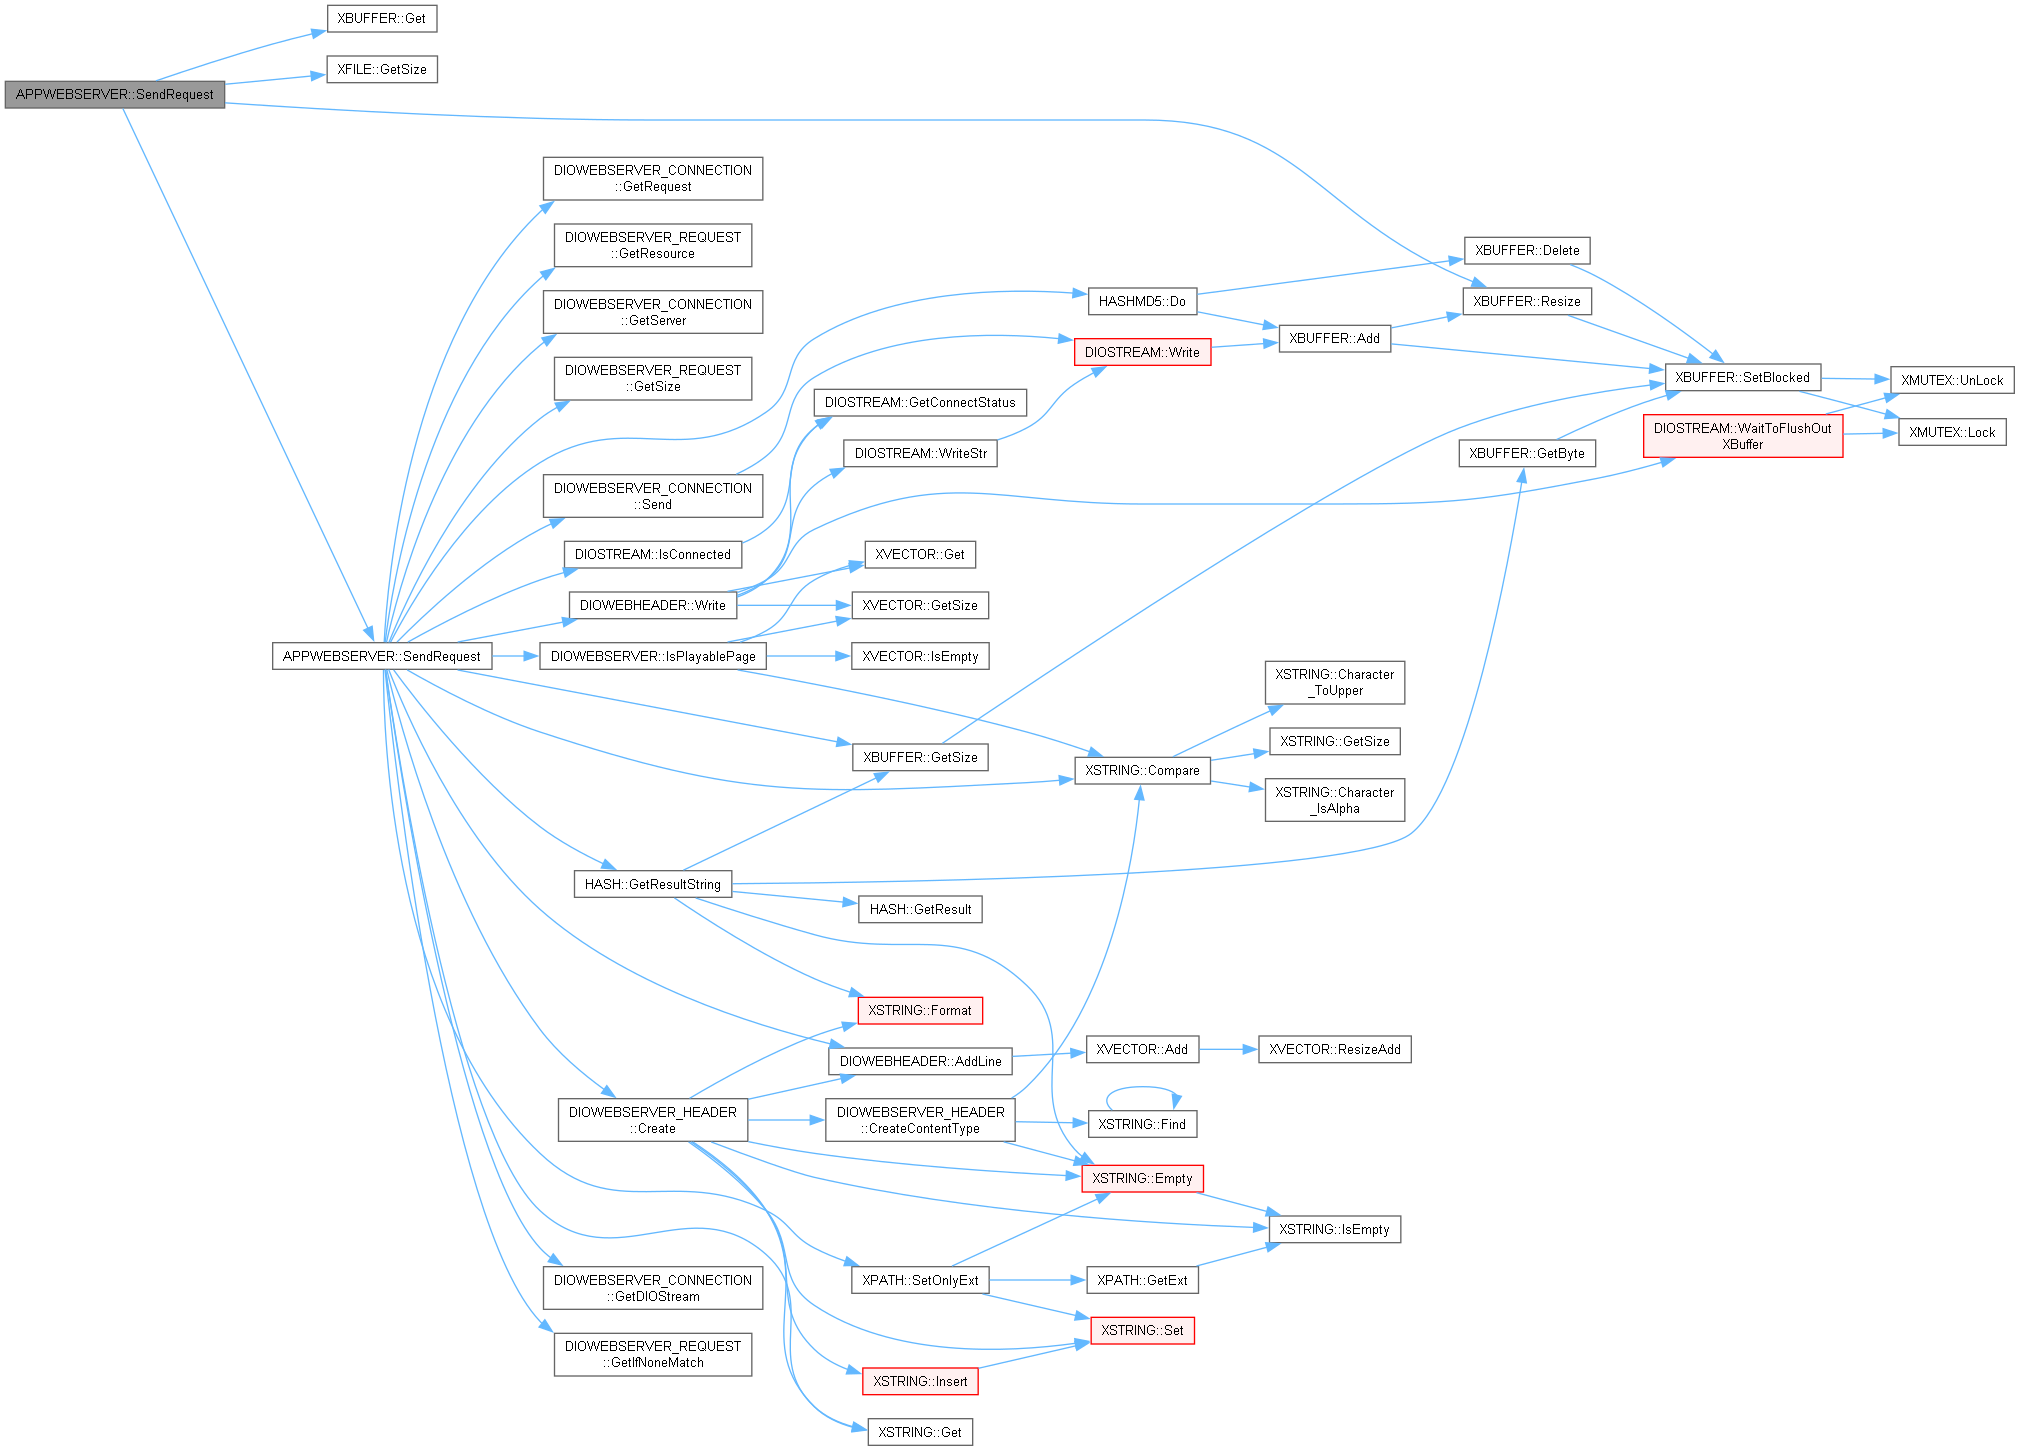 XBUFFER::Get
XFILE::GetSize
APPWEBSERVER::SendRequest
DIOWEBSERVER_CONNECTION
::GetRequest
DIOWEBSERVER_REQUEST
::GetResource
DIOWEBSERVER_CONNECTION
::GetServer
DIOWEBSERVER_REQUEST
::GetSize
DIOWEBSERVER_CONNECTION
::Send
DIOSTREAM::IsConnected
DIOWEBHEADER::Write
APPWEBSERVER::SendRequest
DIOWEBSERVER::IsPlayablePage
HASH::GetResultString
DIOWEBSERVER_HEADER
::Create
DIOWEBSERVER_CONNECTION
::GetDIOStream
DIOWEBSERVER_REQUEST
::GetIfNoneMatch
DIOSTREAM::GetConnectStatus
DIOSTREAM::WriteStr
XVECTOR::Get
XVECTOR::GetSize
XVECTOR::IsEmpty
XBUFFER::GetSize
HASH::GetResult
XSTRING::Format
DIOWEBHEADER::AddLine
DIOWEBSERVER_HEADER
::CreateContentType
XPATH::SetOnlyExt
XSTRING::Insert
XSTRING::Get
HASHMD5::Do
DIOSTREAM::Write
XSTRING::Compare
XVECTOR::Add
XSTRING::Find
XSTRING::Empty
XPATH::GetExt
XSTRING::Set
XBUFFER::Add
XSTRING::Character
_ToUpper
XSTRING::GetSize
XSTRING::Character
_IsAlpha
XVECTOR::ResizeAdd
XSTRING::IsEmpty
XBUFFER::Delete
XBUFFER::Resize
XBUFFER::GetByte
XBUFFER::SetBlocked
DIOSTREAM::WaitToFlushOut
XBuffer
XMUTEX::UnLock
XMUTEX::Lock